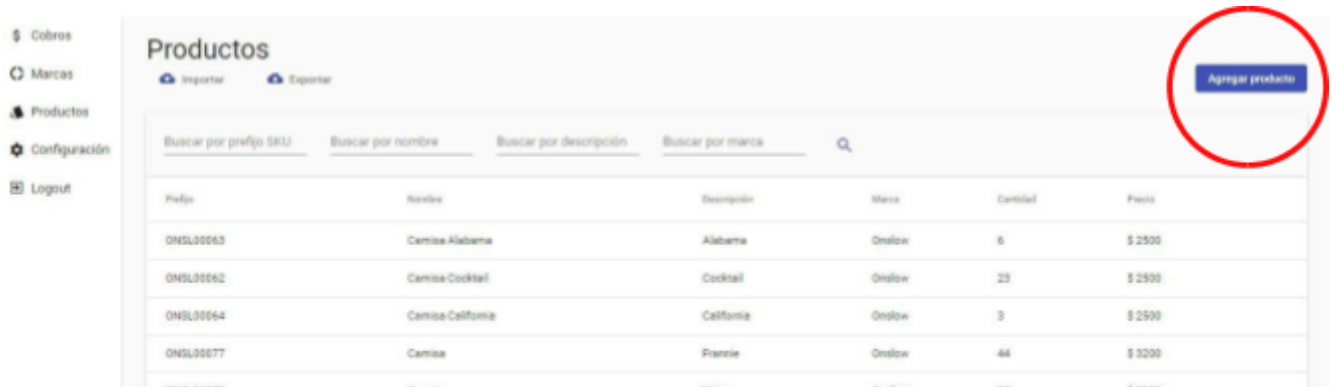 $ Cobros
Marcas
Productos
Configuración
Logout
Productos
Importar Exportar
Agregar producto
Buscar por prefijo SKU Buscar por nombre Buscar por descripción Buscar por marca
Prefijo Nombre Descripción Marca Cantidad Precio
ONSL00063 Camisa Alabama Alabama Onslow 6 $ 2500
ONSL00062 Camisa Cocktail Cocktail Onslow 23 $ 2500
ONSL00064 Camisa California California Onslow 3 $ 2500
ONSL00077 Camisa Frannie Onslow 44 $ 3200